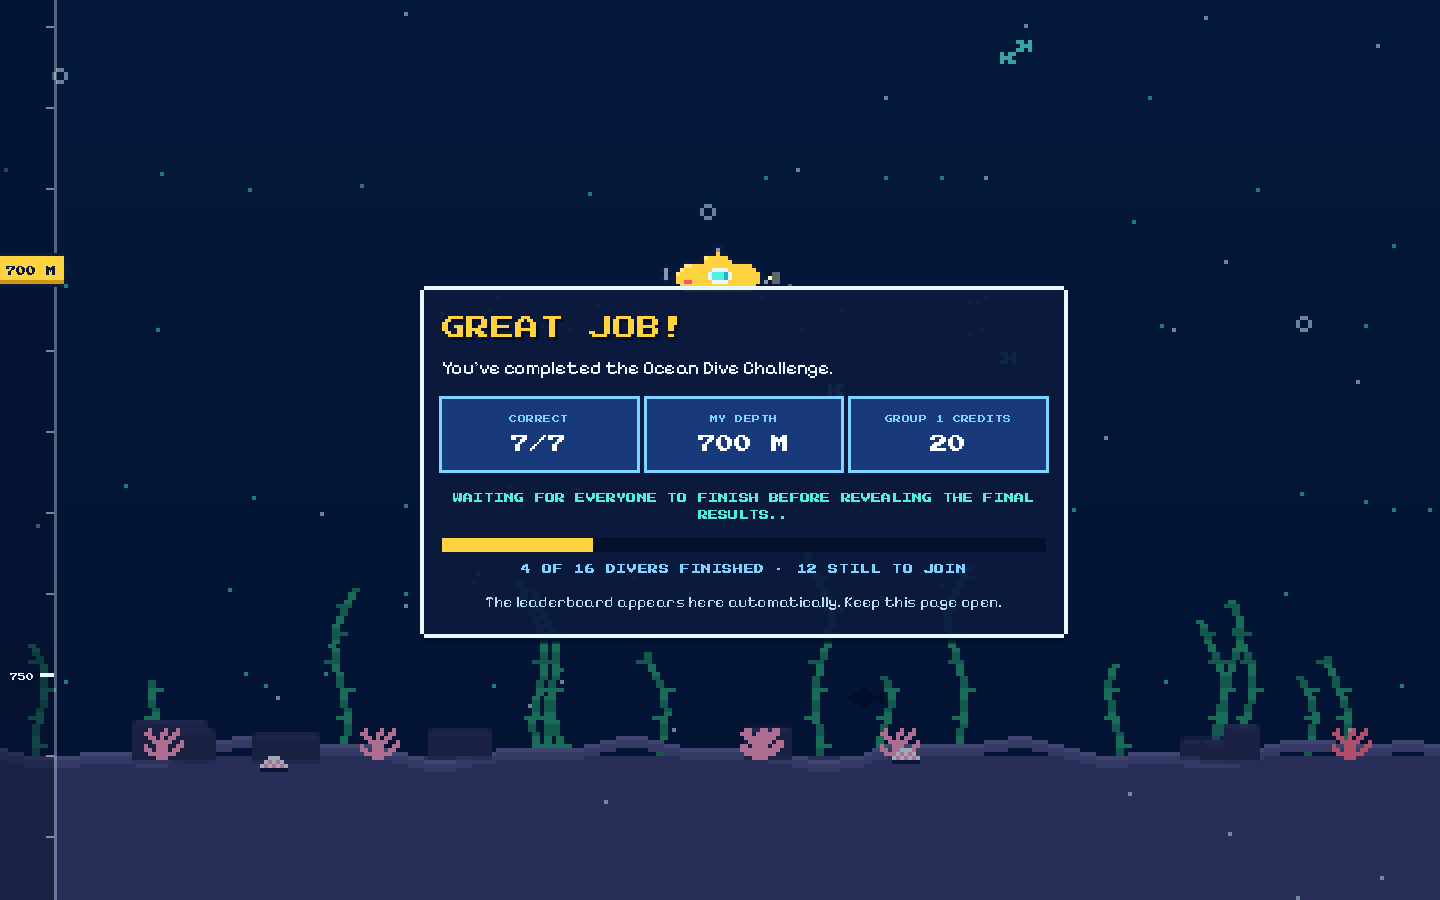 700 M
GREAT JOB!
You've completed the Ocean Dive Challenge.
CORRECT
7/7
MY DEPTH
700 M
GROUP 1 CREDITS
20
WAITING FOR EVERYONE TO FINISH BEFORE REVEALING THE FINAL
RESULTS..
4 OF 16 DIVERS FINISHED · 12 STILL TO JOIN
The leaderboard appears here automatically. Keep this page open.
750